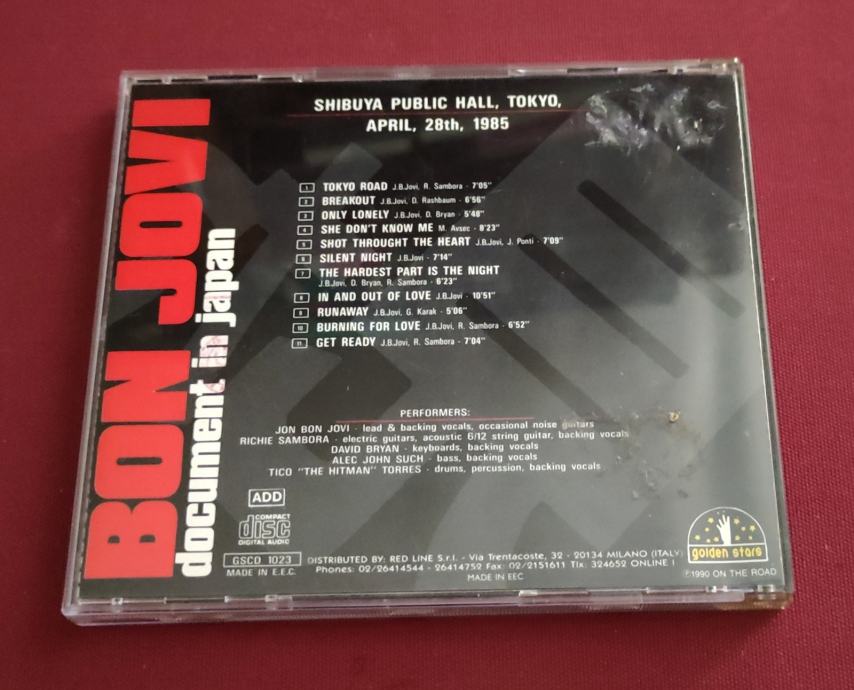 BON JOVI
document in japan
SHIBUYA PUBLIC HALL, TOKYO,
APRIL, 28th, 1985
1 TOKYO ROAD J.B.Jovi, R. Sambora - 7'05"
2 BREAKOUT J.B.Jovi, D. Rashbaum - 6'56"
3 ONLY LONELY J.B.Jovi, D. Bryan - 5'48"
4 SHE DON'T KNOW ME M. Avsec - 8'23"
5 SHOT THROUGHT THE HEART J.B.Jovi, J. Ponti - 7'09"
6 SILENT NIGHT J.B.Jovi - 7'14"
7 THE HARDEST PART IS THE NIGHT
J.B.Jovi, D. Bryan, R. Sambora - 6'23"
8 IN AND OUT OF LOVE J.B.Jovi - 10'51"
9 RUNAWAY J.B.Jovi, G. Karak - 5'06"
10 BURNING FOR LOVE J.B.Jovi, R. Sambora - 6'52"
11 GET READY J.B.Jovi, R. Sambora - 7'04"
PERFORMERS:
JON BON JOVI - lead & backing vocals, occasional noise guitars
RICHIE SAMBORA - electric guitars, acoustic 6/12 string guitar, backing vocals
DAVID BRYAN - keyboards, backing vocals
ALEC JOHN SUCH - bass, backing vocals
TICO "THE HITMAN" TORRES - drums, percussion, backing vocals
ADD
COMPACT
disc
DIGITAL AUDIO
GSCD 1023
MADE IN E.E.C.
DISTRIBUTED BY: RED LINE S.r.l. - Via Trentacoste, 32 - 20134 MILANO (ITALY)
Phones: 02/26414544 - 26414752 Fax: 02/2151611 Tlx: 324652 ONLINE I
MADE IN EEC
golden stars
℗1990 ON THE ROAD